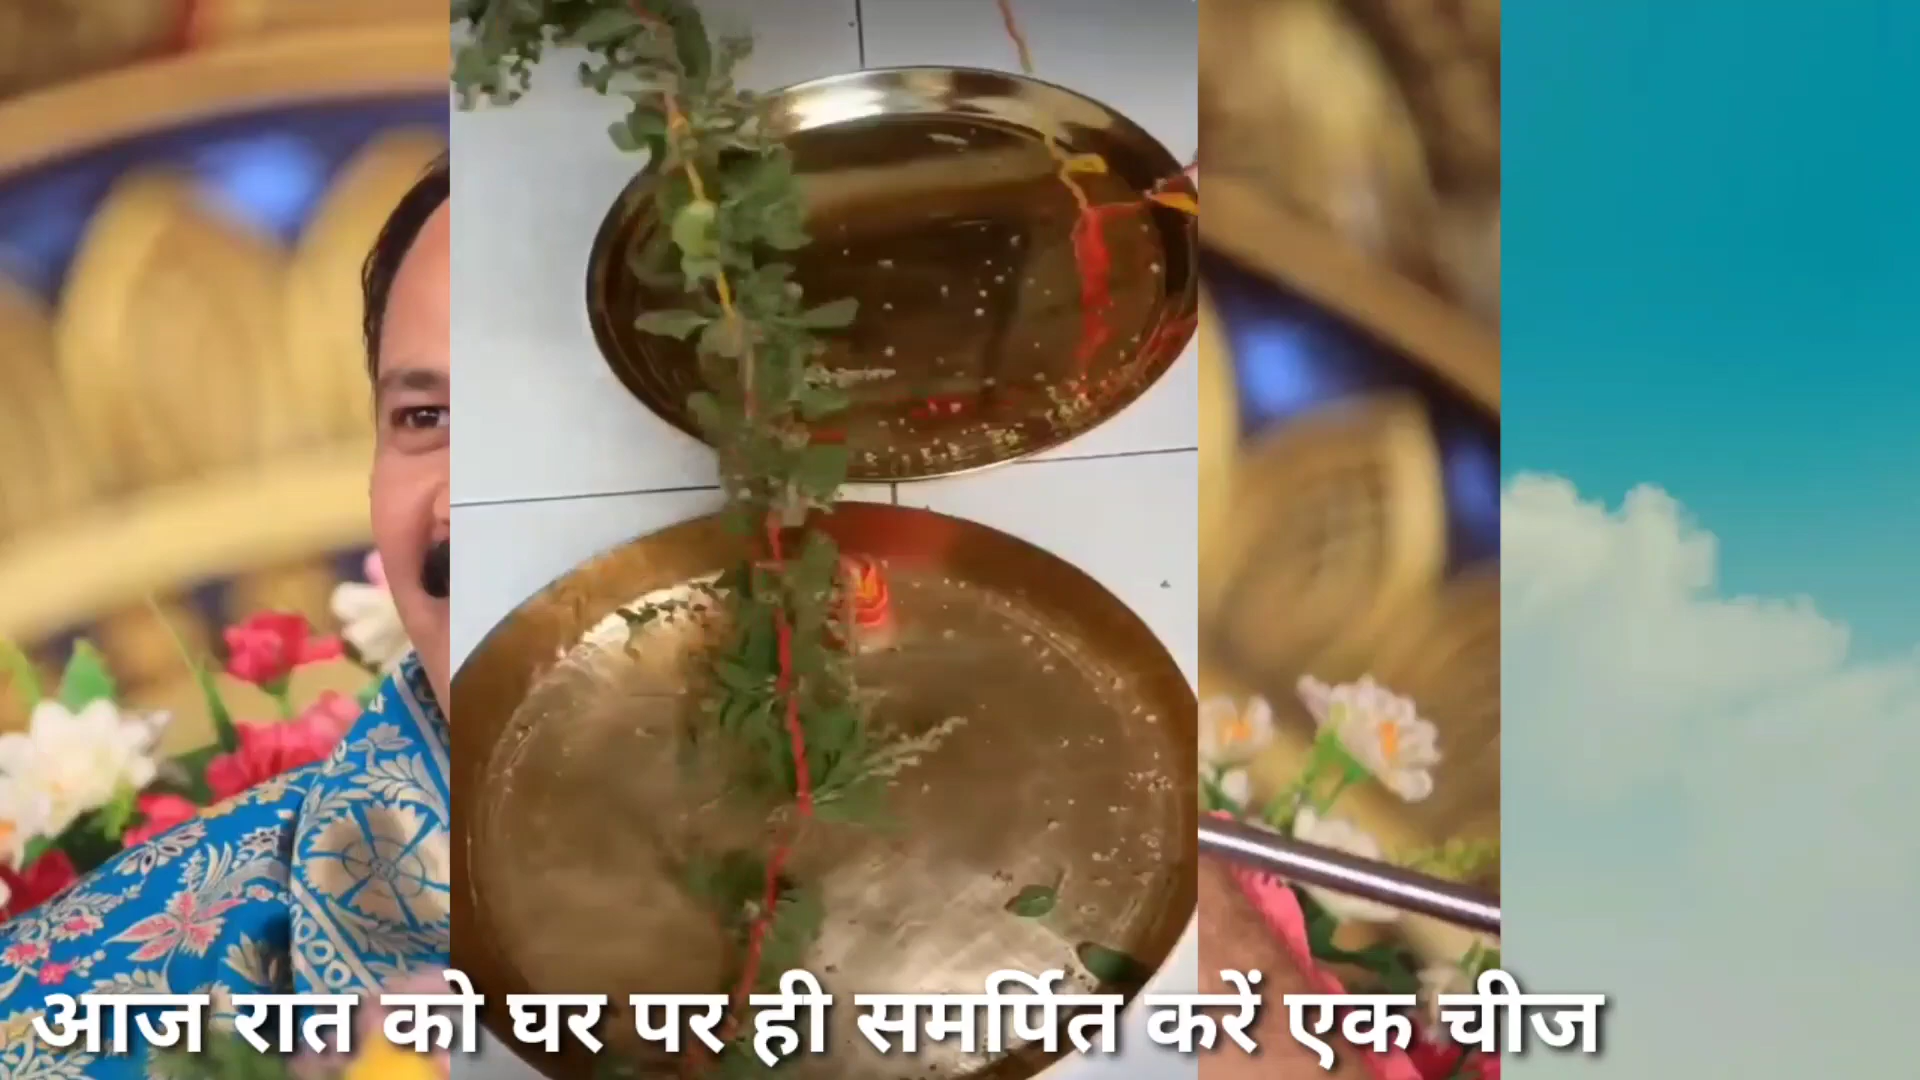 आज रात को घर पर ही समर्पित करें एक चीज